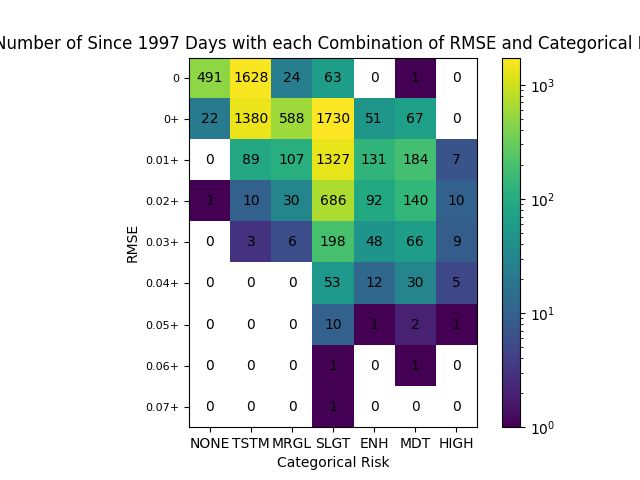 Number of Since 1997 Days with each Combination of RMSE and Categorical
0 491 1628 24 63 0 1 0
0+ 22 1380 588 1730 51 67 0
0.01+ 0 89 107 1327 131 184 7
0.02+ 1 10 30 686 92 140 10
0.03+ 0 3 6 198 48 66 9
0.04+ 0 0 0 53 12 30 5
0.05+ 0 0 0 10 1 2 1
0.06+ 0 0 0 1 0 1 0
0.07+ 0 0 0 1 0 0 0
NONE TSTM MRGL SLGT ENH MDT HIGH
Categorical Risk
RMSE
10³
10²
10¹
10⁰